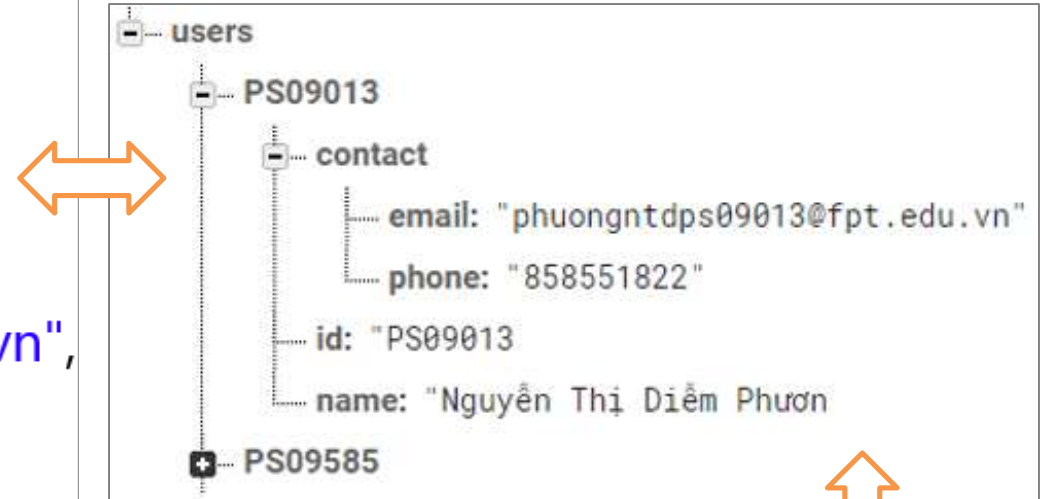 users
PS09013
contact
email: "phuongntdps09013@fpt.edu.vn"
phone: "858551822"
vn",
id: "PS09013
name: "Nguyễn Thị Diễm Phươn
PS09585